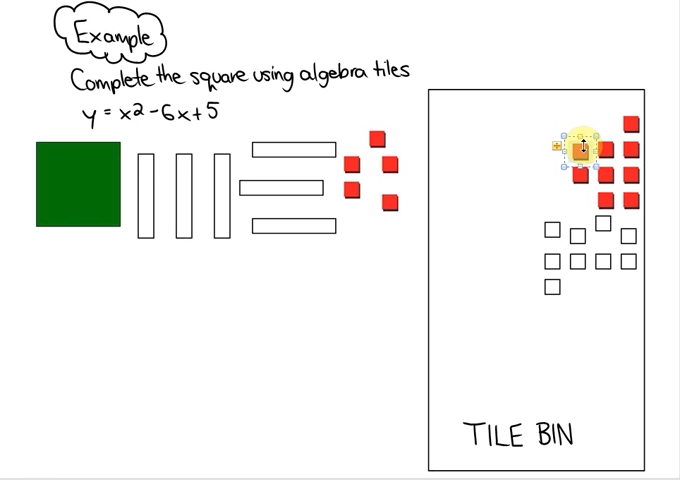 Example
Complete the square using algebra tiles
y = x2 - 6x + 5
TILE BIN